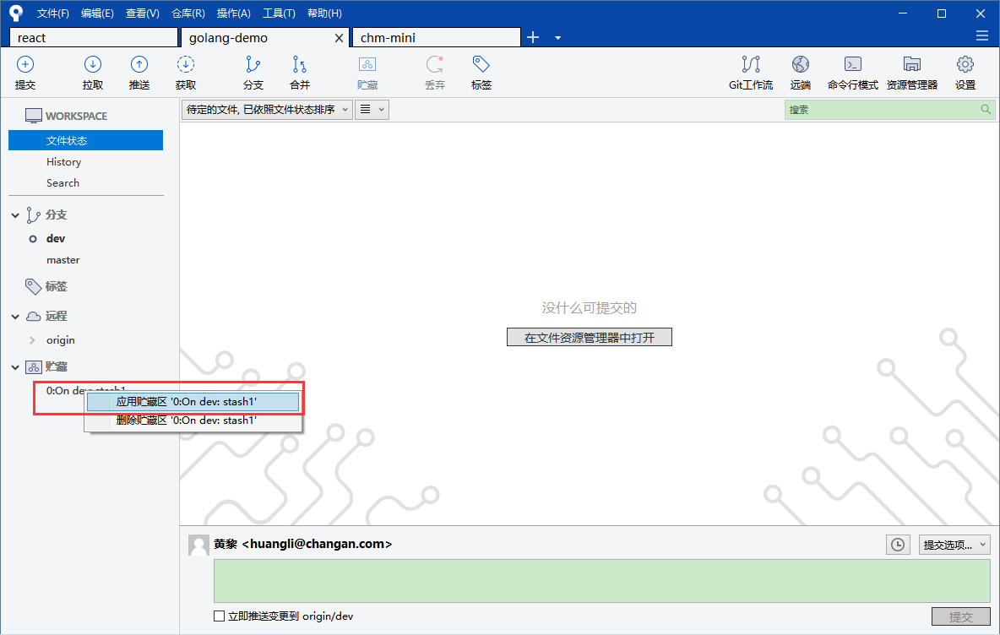 文件(F) 编辑(E) 查看(V) 仓库(R) 操作(A) 工具(T) 帮助(H)
react golang-demo chm-mini
提交 拉取 推送 获取 分支 合并 贮藏 丢弃 标签 Git工作流 远端 命令行模式 资源管理器 设置
WORKSPACE
文件状态
History
Search
分支
dev
master
标签
远程
origin
贮藏
0:On dev: stash1
应用贮藏区 '0:On dev: stash1'
删除贮藏区 '0:On dev: stash1'
待定的文件, 已依照文件状态排序
搜索
没什么可提交的
在文件资源管理器中打开
黄黎 <huangli@changan.com>
提交选项...
立即推送变更到 origin/dev
提交